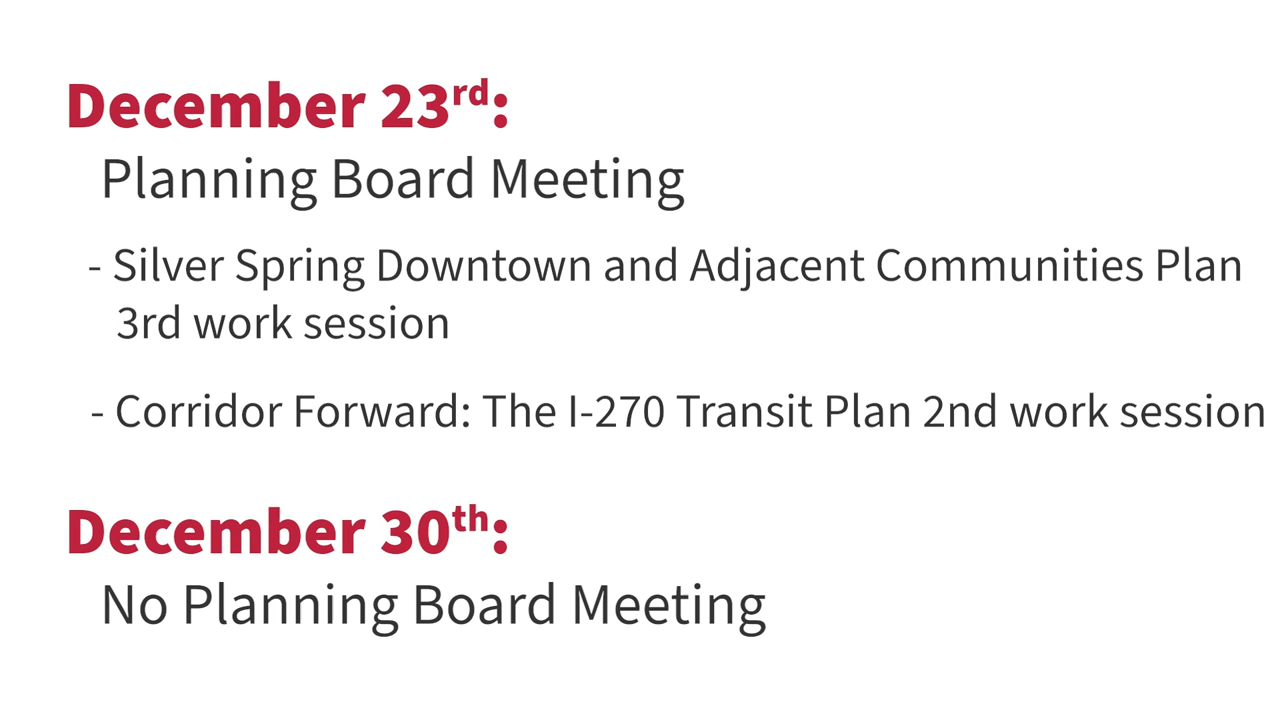 December 23rd:
Planning Board Meeting
- Silver Spring Downtown and Adjacent Communities Plan
3rd work session
- Corridor Forward: The I-270 Transit Plan 2nd work session
December 30th:
No Planning Board Meeting